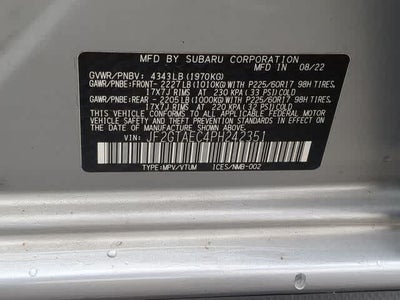 MFD BY SUBARU CORPORATION 08/22
GVWR/PNBV: 4343LB (1970KG)
GAWR/PNBE:FRONT- 2227LB (1010KG) WITH P225/60R17 98H TIRES,
17X7J RIMS AT 230 KPA (33 PSI) COLD
GAWR/PNBE:REAR - 2205LB (1000KG) WITH P225/60R17 98H TIRES,
17X7J RIMS AT 220 KPA (32 PSI) COLD
THIS VEHICLE CONFORMS TO ALL APPLICABLE FEDERAL MOTOR
VEHICLE SAFETY, BUMPER, AND THEFT PREVENTION STANDARDS
IN EFFECT ON THE DATE OF MANUFACTURE SHOWN ABOVE.
VIN: JF2GTAEC4PH242351
TYPE:MPV/VTUM ICES/NMB-002